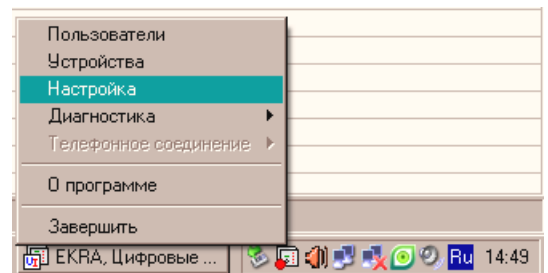 Пользователи
Устройства
Настройка
Диагностика
Телефонное соединение
О программе
Завершить
EKRA, Цифровые ... Ru 14:49